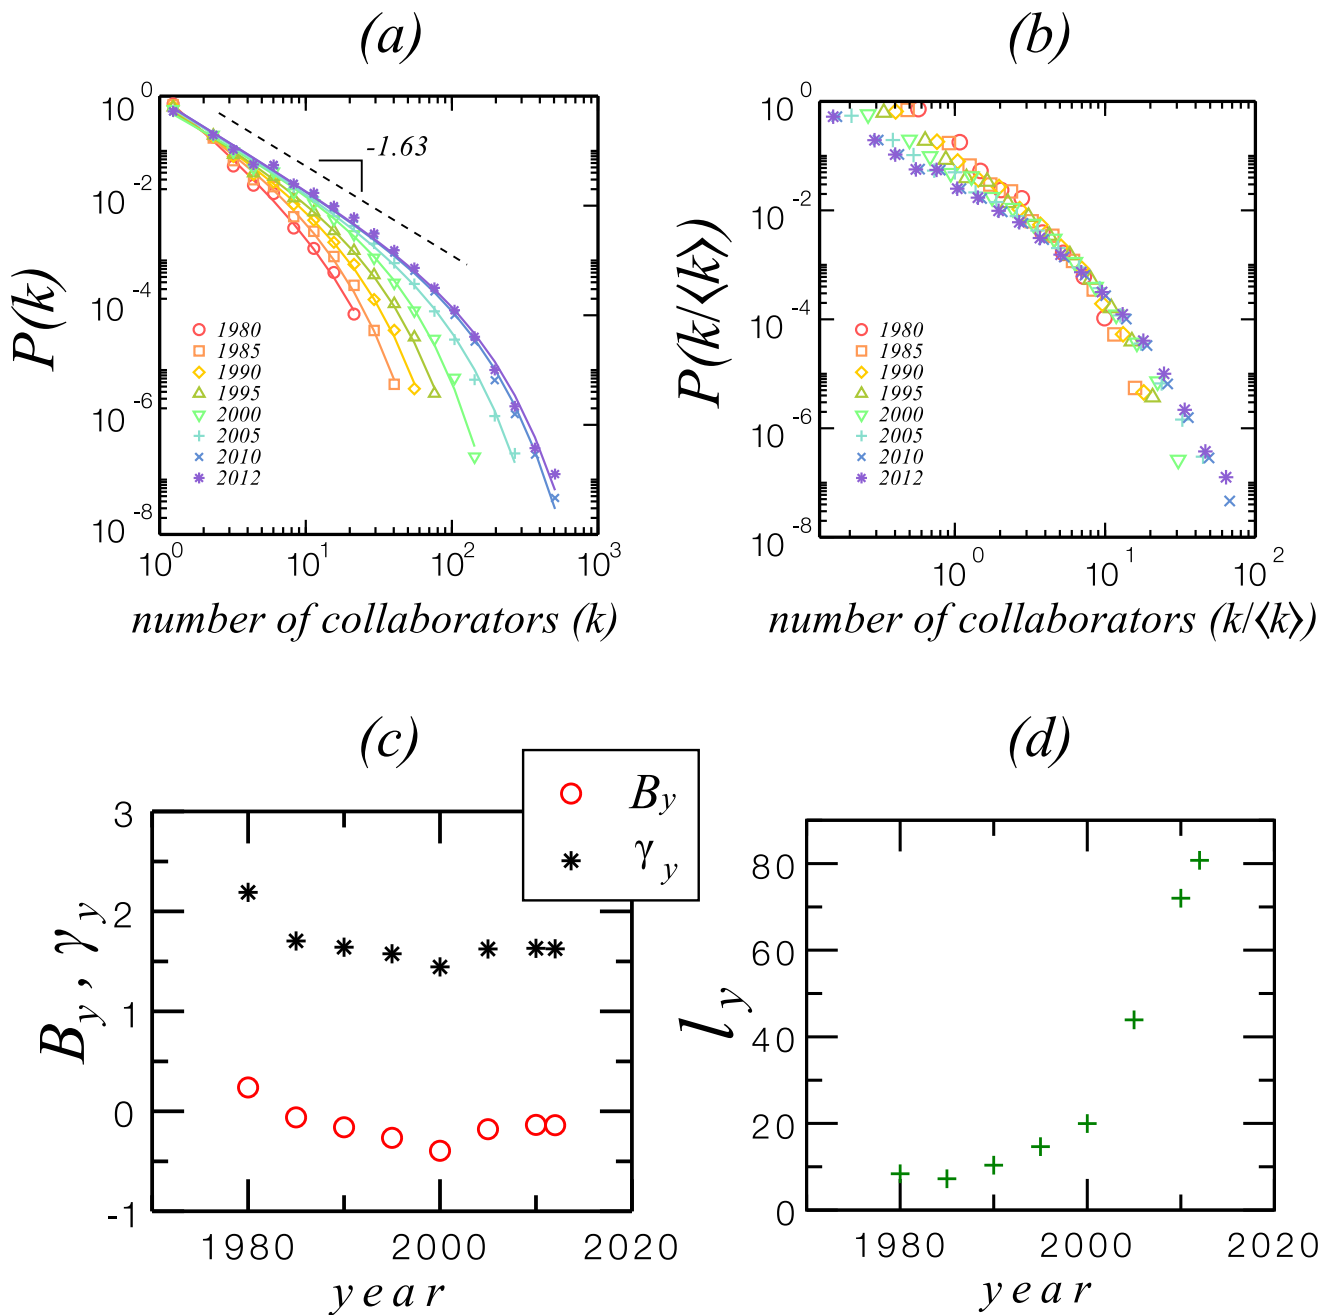 (a)
P(k)
10^0
10^-2
10^-4
10^-6
10^-8
-1.63
1980
1985
1990
1995
2000
2005
2010
2012
10^0 10^1 10^2 10^3
number of collaborators (k)
(b)
P(k/⟨k⟩)
10^0
10^-2
10^-4
10^-6
10^-8
1980
1985
1990
1995
2000
2005
2010
2012
10^0 10^1 10^2
number of collaborators (k/⟨k⟩)
(c)
B_y, γ_y
3
2
1
0
-1
B_y
γ_y
1980 2000 2020
year
(d)
l_y
80
60
40
20
0
1980 2000 2020
year